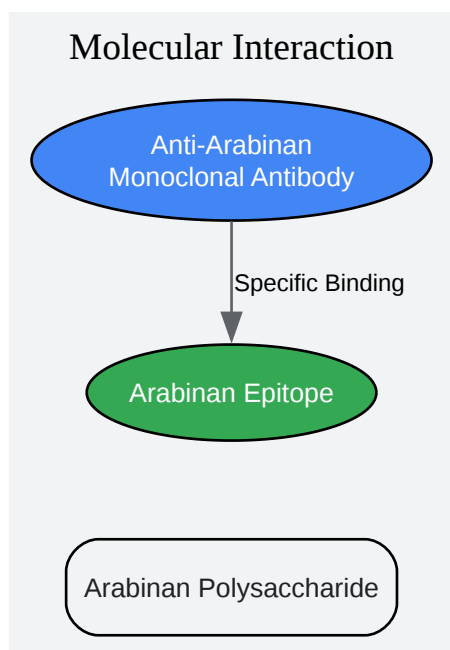 Molecular Interaction
Anti-Arabinan
Monoclonal Antibody
Specific Binding
Arabinan Epitope
Arabinan Polysaccharide